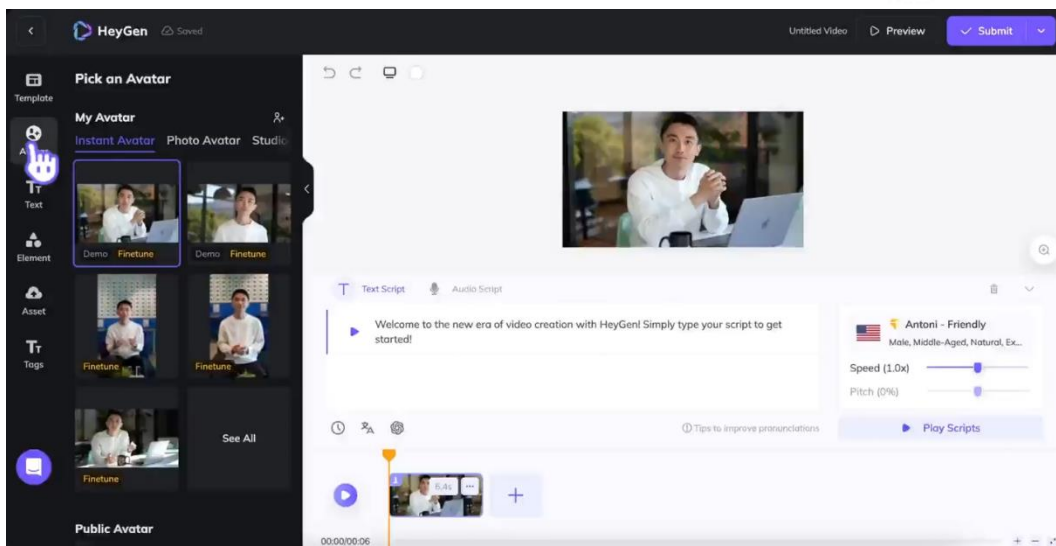 HeyGen
Saved
Untitled Video
Preview
Submit
Template
Text
Element
Asset
Tags
Pick an Avatar
My Avatar
Instant Avatar Photo Avatar Studio
Demo Finetune
Demo Finetune
Finetune
Finetune
Finetune
See All
Public Avatar
Text Script
Audio Script
Welcome to the new era of video creation with HeyGen! Simply type your script to get
started!
Antoni - Friendly
Male, Middle-Aged, Natural, Ex...
Speed (1.0x)
Pitch (0%)
Tips to improve pronunciations
Play Scripts
6.4s
00:00/00:06